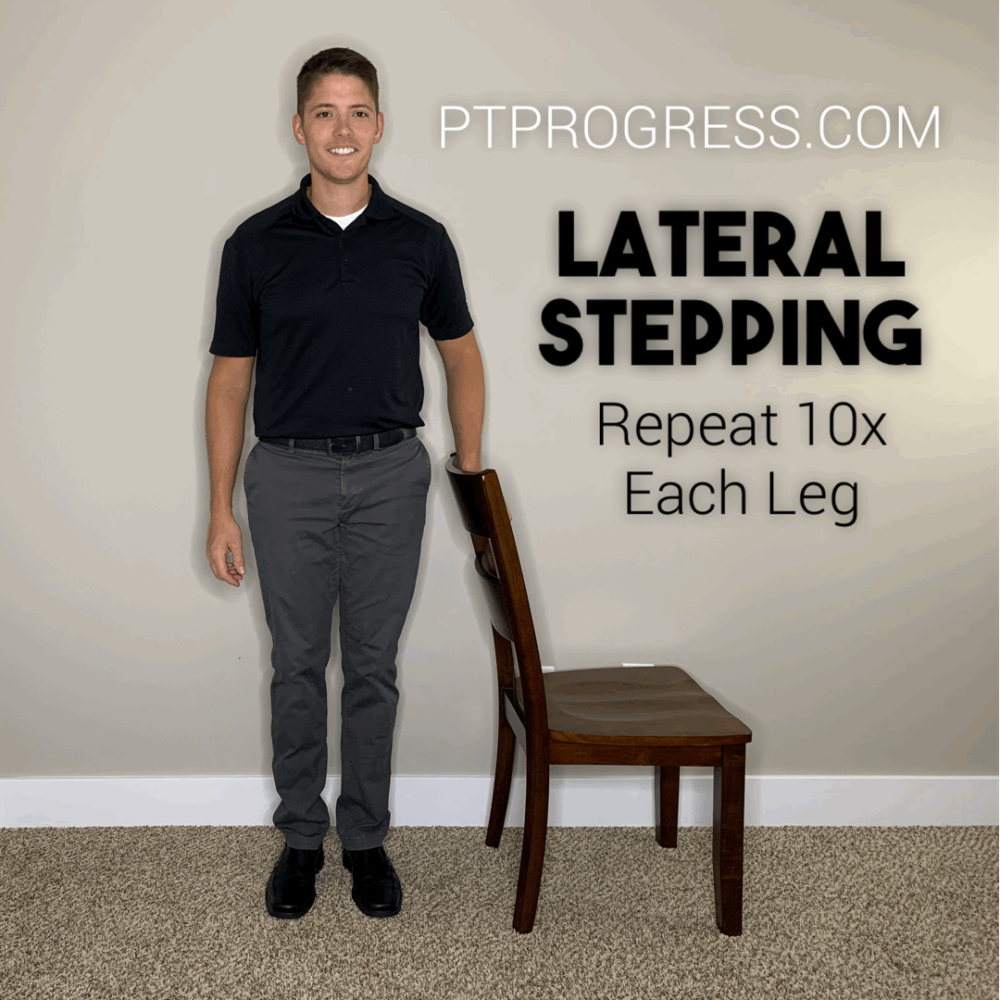 PTPROGRESS.COM
LATERAL
STEPPING
Repeat 10x
Each Leg